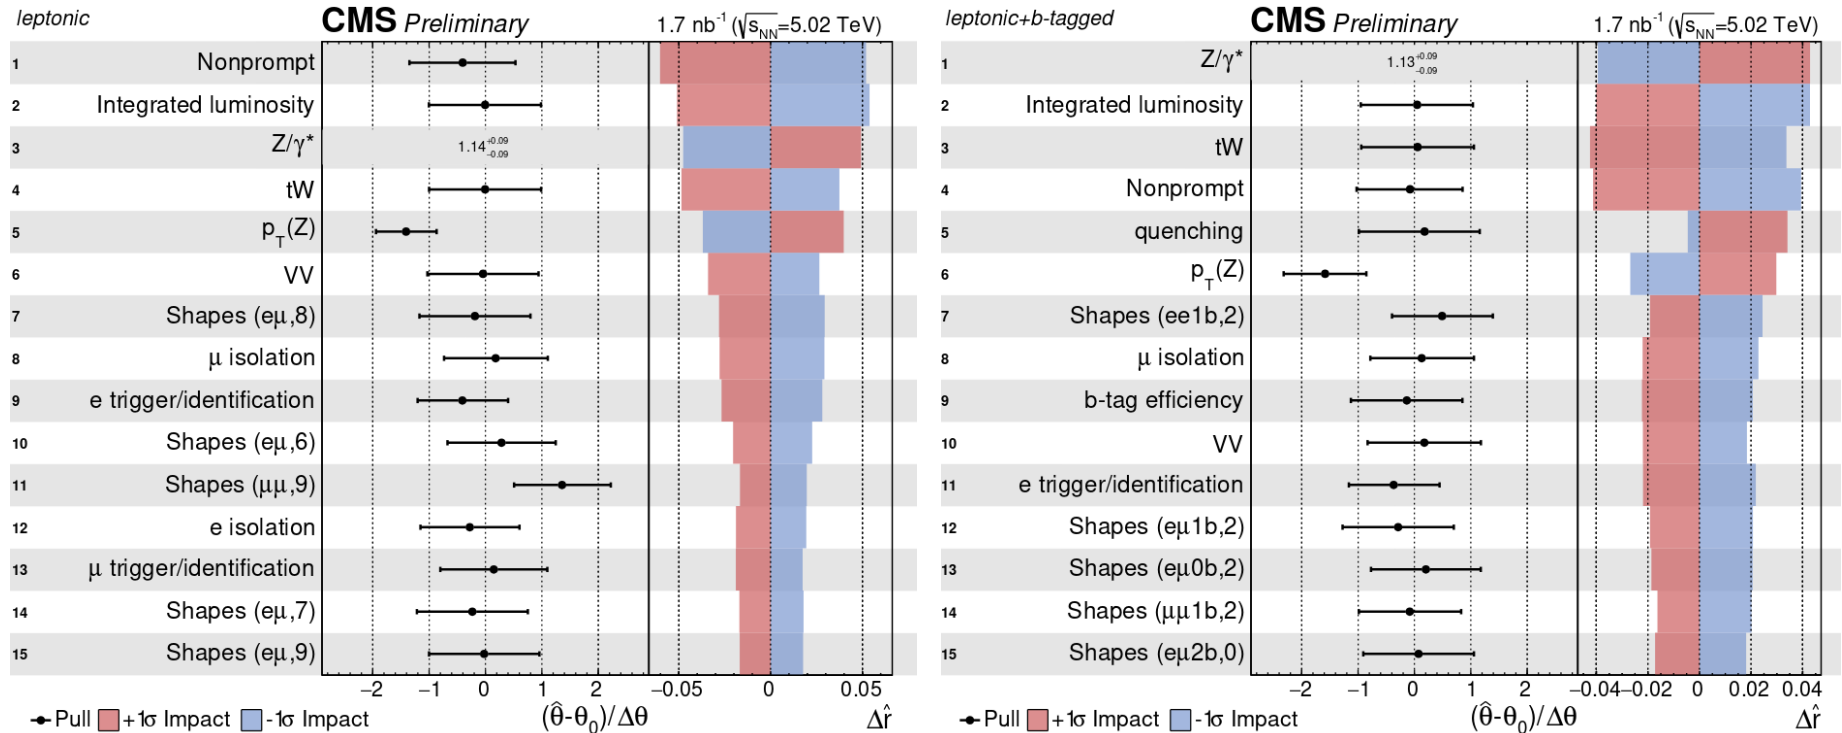 leptonic CMS Preliminary 1.7 nb⁻¹ (√s_NN=5.02 TeV)
1 Nonprompt
2 Integrated luminosity
3 Z/γ* 1.14 +0.09 −0.09
4 tW
5 p_T(Z)
6 VV
7 Shapes (eμ,8)
8 μ isolation
9 e trigger/identification
10 Shapes (eμ,6)
11 Shapes (μμ,9)
12 e isolation
13 μ trigger/identification
14 Shapes (eμ,7)
15 Shapes (eμ,9)
−2 −1 0 1 2 −0.05 0 0.05
Pull +1σ Impact -1σ Impact (θ̂-θ₀)/Δθ Δr̂
leptonic+b-tagged CMS Preliminary 1.7 nb⁻¹ (√s_NN=5.02 TeV)
1 Z/γ* 1.13 +0.09 −0.09
2 Integrated luminosity
3 tW
4 Nonprompt
5 quenching
6 p_T(Z)
7 Shapes (ee1b,2)
8 μ isolation
9 b-tag efficiency
10 VV
11 e trigger/identification
12 Shapes (eμ1b,2)
13 Shapes (eμ0b,2)
14 Shapes (μμ1b,2)
15 Shapes (eμ2b,0)
−2 −1 0 1 2 −0.04 −0.02 0 0.02 0.04
Pull +1σ Impact -1σ Impact (θ̂-θ₀)/Δθ Δr̂